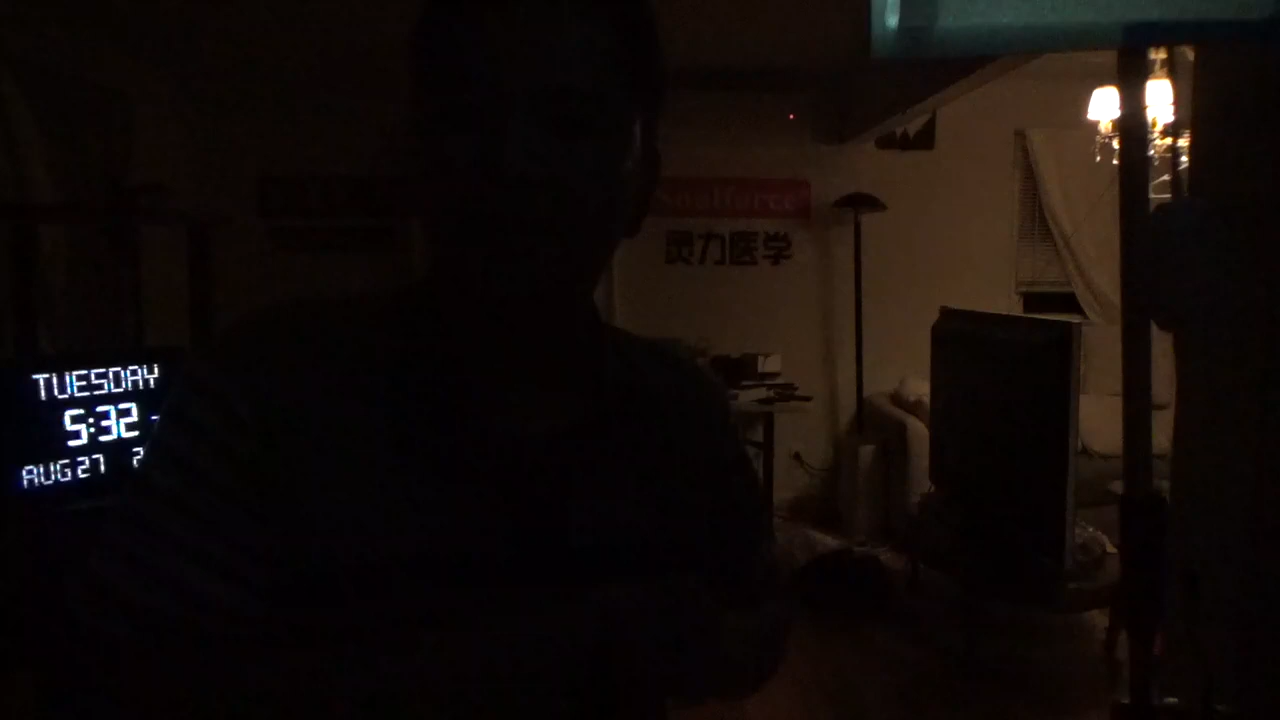 Soulforce
灵力医学
TUESDAY
5:32
AUG 27